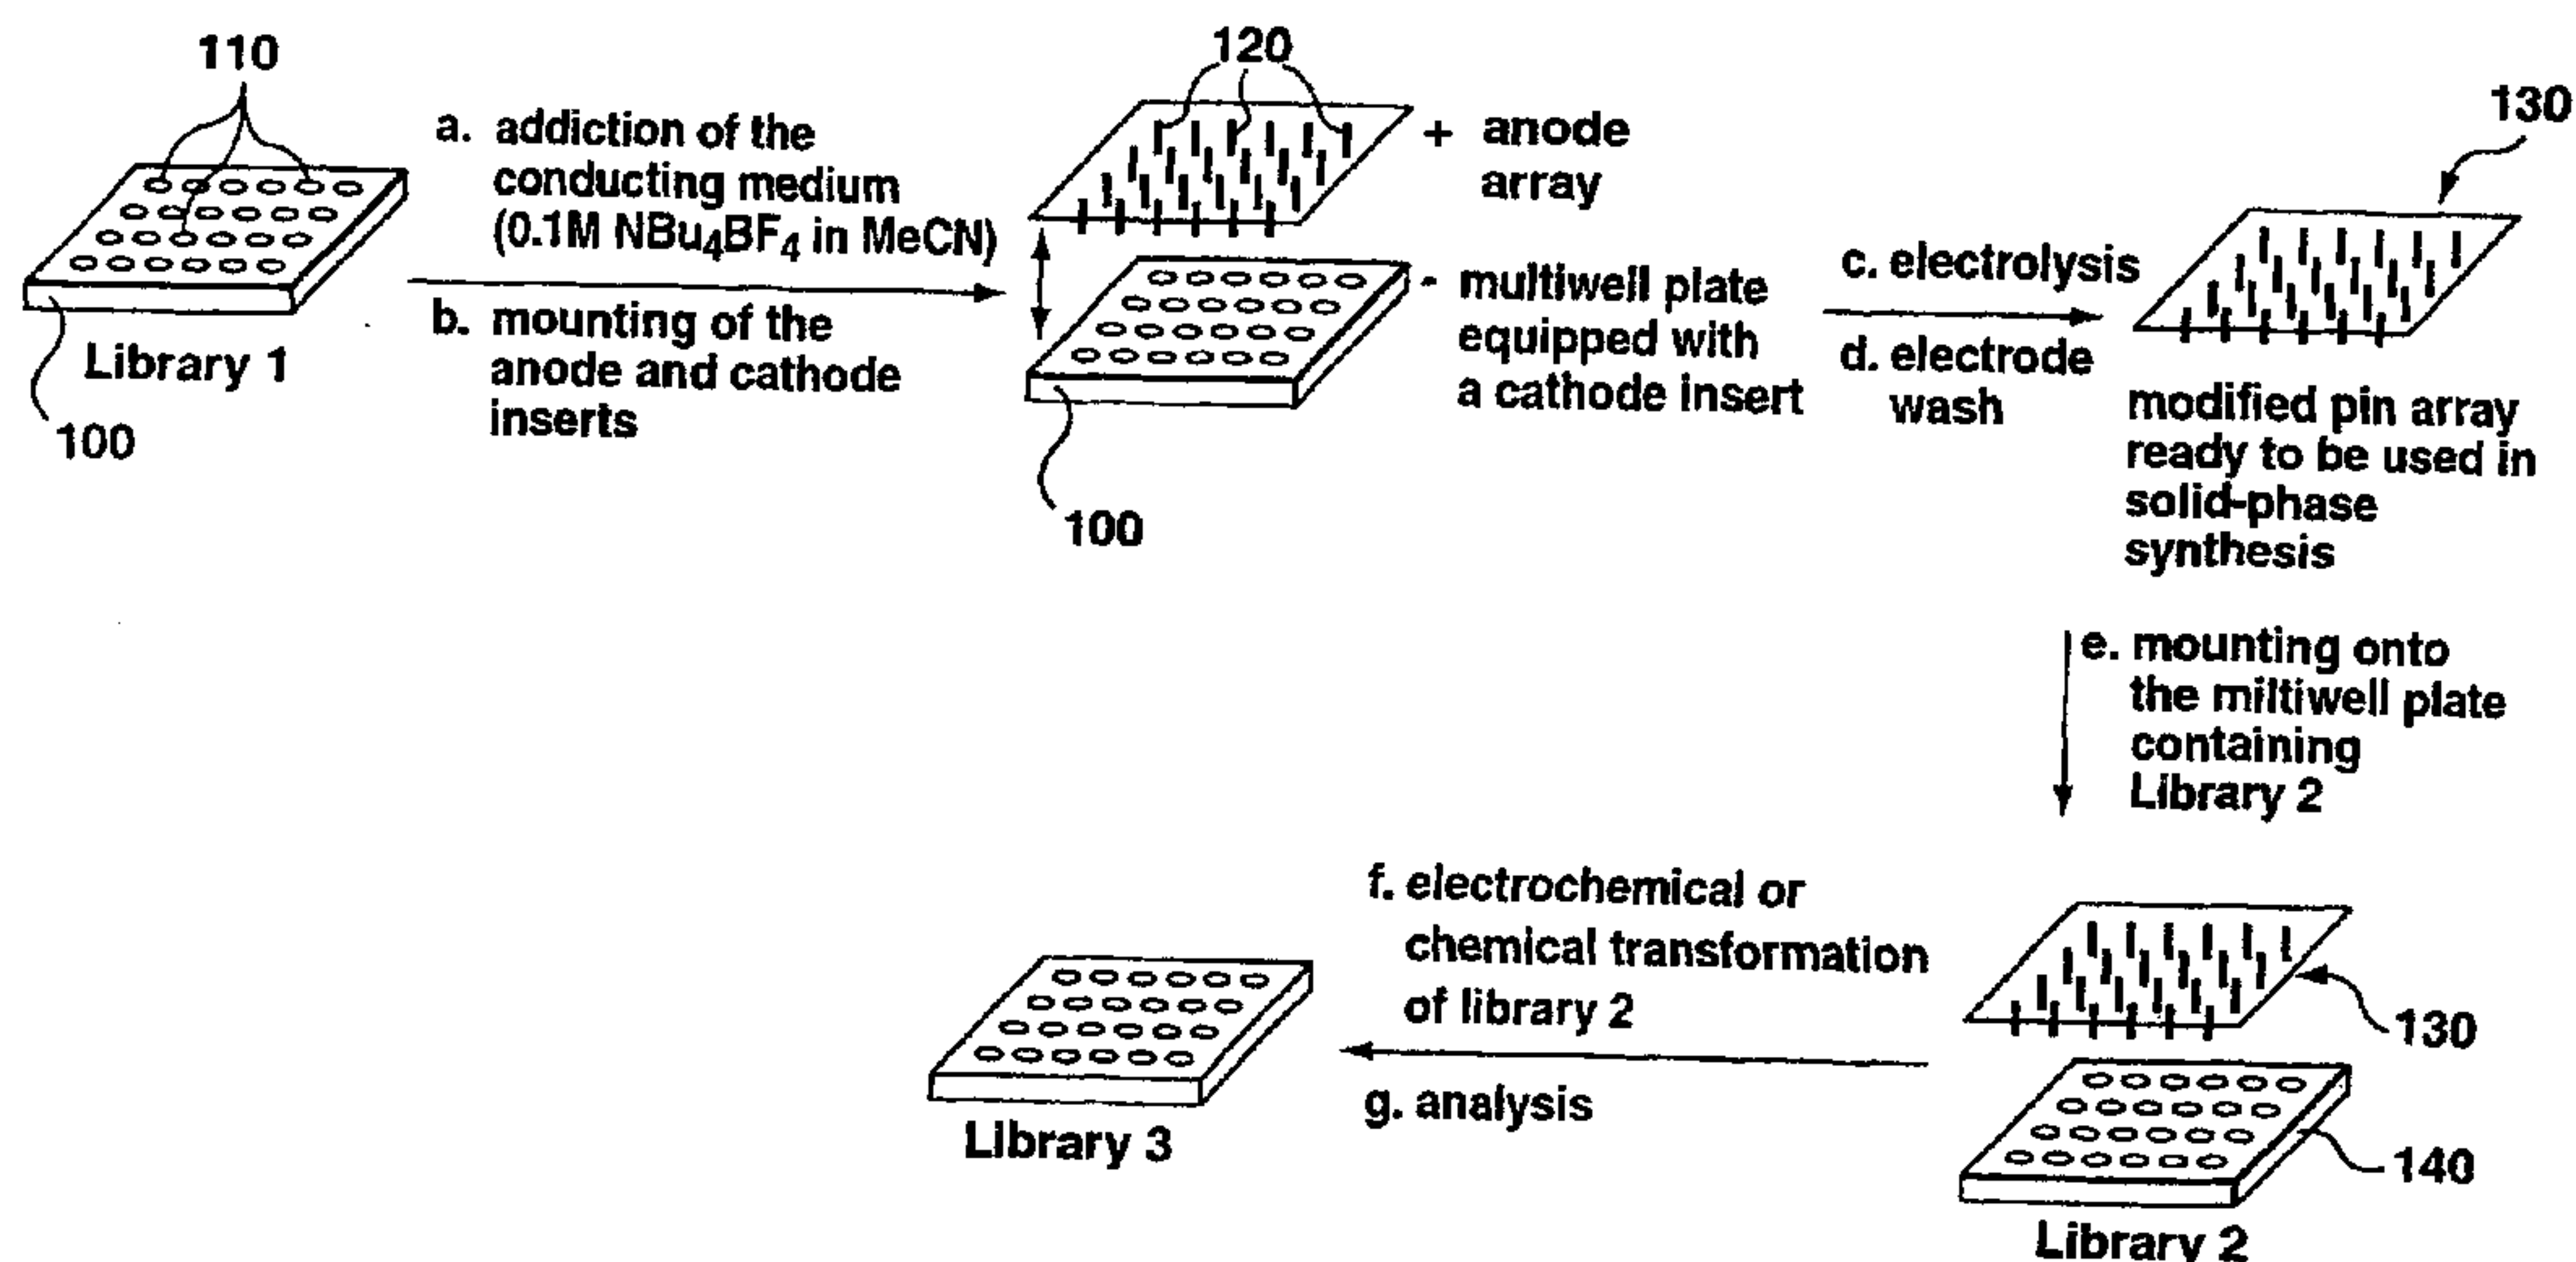 110
a. addiction of the
conducting medium
(0.1M NBu4BF4 in MeCN)
b. mounting of the
anode and cathode
inserts
Library 1
100
120
+ anode
array
- multiwell plate
equipped with
a cathode insert
100
c. electrolysis
d. electrode
wash
130
modified pin array
ready to be used in
solid-phase
synthesis
e. mounting onto
the miltiwell plate
containing
Library 2
130
140
Library 2
f. electrochemical or
chemical transformation
of library 2
g. analysis
Library 3